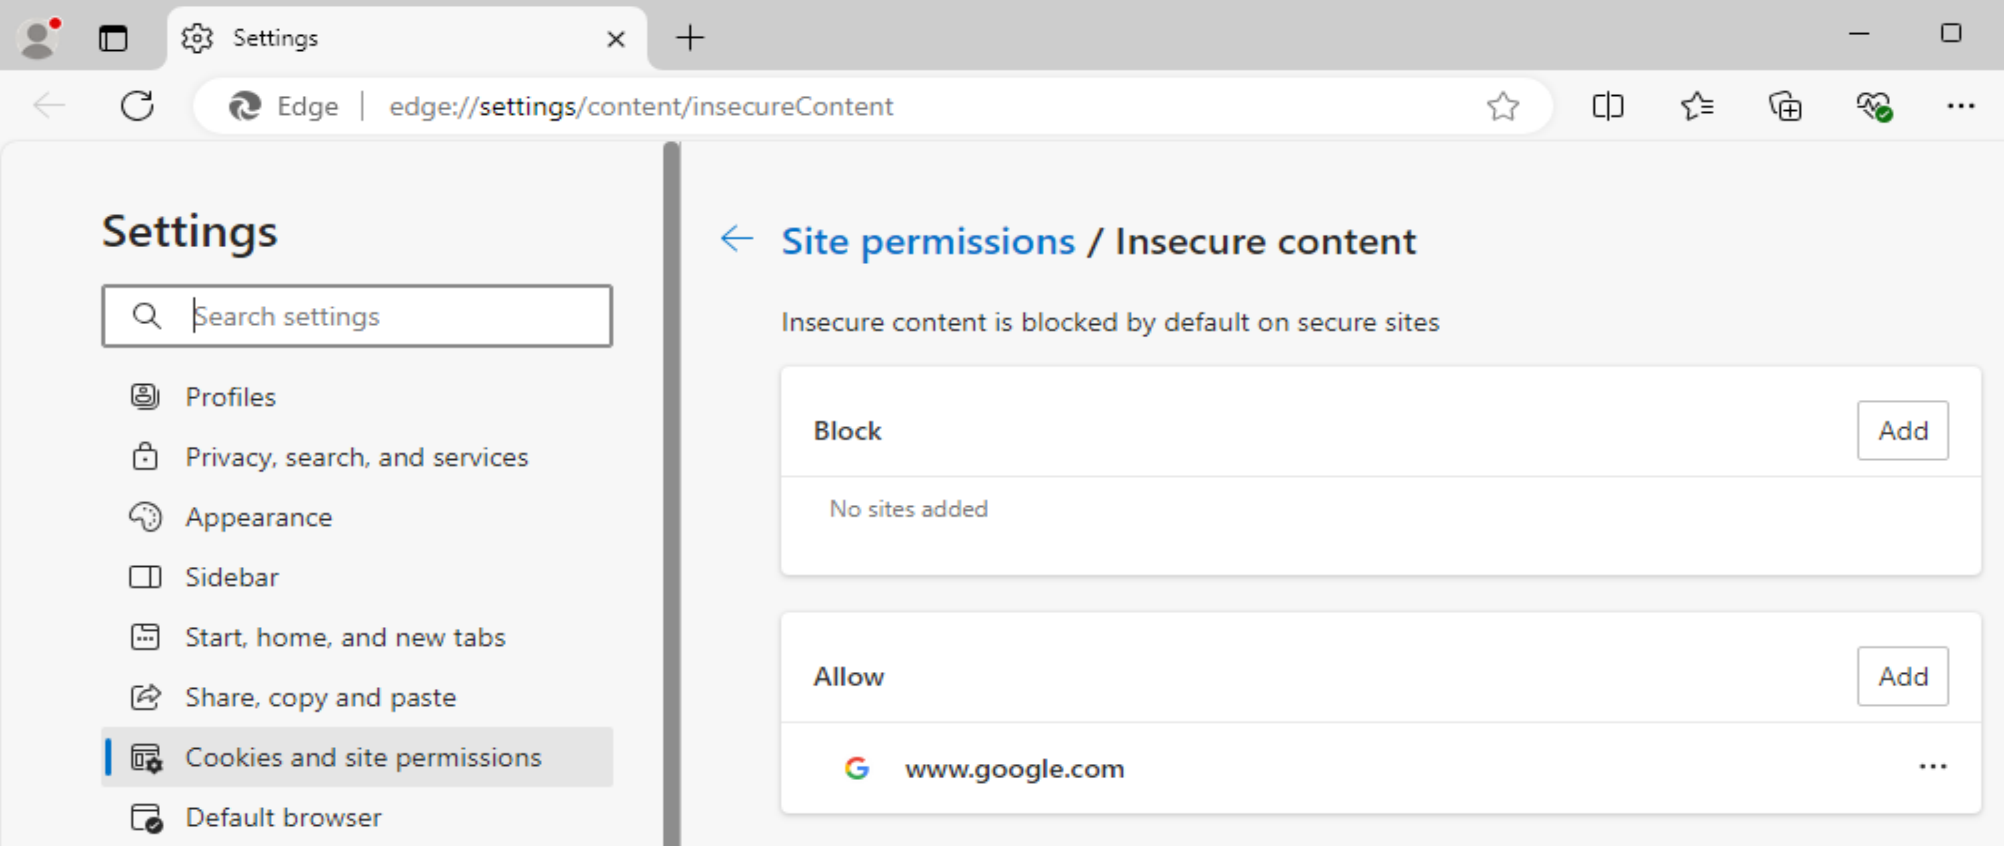 Settings
Edge
edge://settings/content/insecureContent
Settings
Search settings
Profiles
Privacy, search, and services
Appearance
Sidebar
Start, home, and new tabs
Share, copy and paste
Cookies and site permissions
Default browser
Site permissions / Insecure content
Insecure content is blocked by default on secure sites
Block
Add
No sites added
Allow
Add
www.google.com